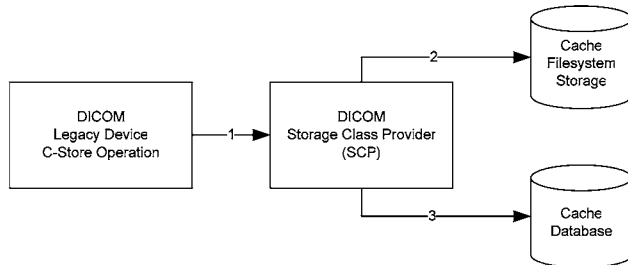 DICOM
Legacy Device
C-Store Operation
1
DICOM
Storage Class Provider
(SCP)
2
Cache
Filesystem
Storage
3
Cache
Database